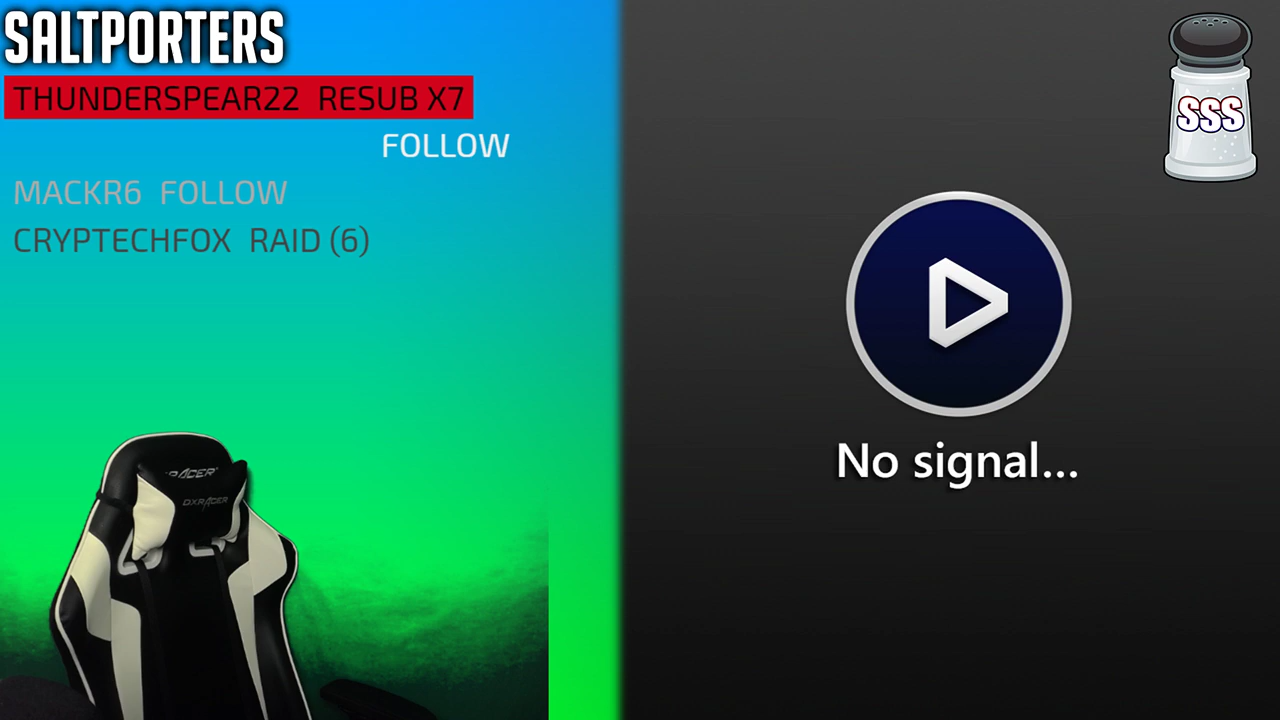 SALTPORTERS
THUNDERSPEAR22 RESUB X7
FOLLOW
MACKR6 FOLLOW
CRYPTECHFOX RAID (6)
SSS
No signal...
DXRACER